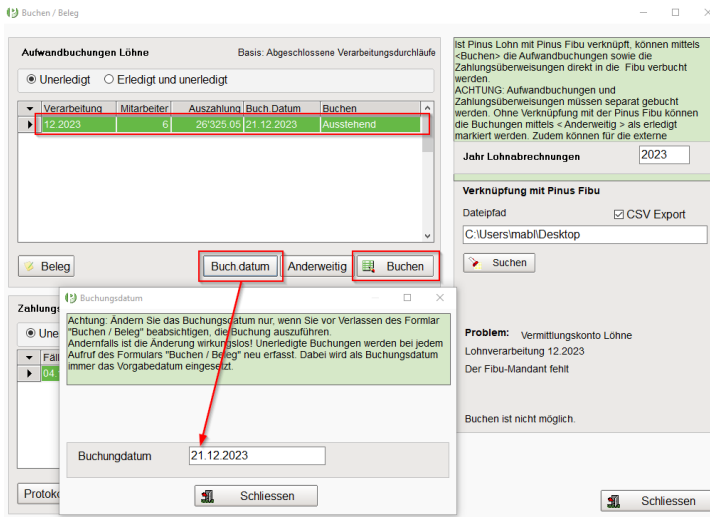 Buchen / Beleg
Aufwandbuchungen Löhne
Basis: Abgeschlossene Verarbeitungsdurchläufe
Unerledigt
Erledigt und unerledigt
Verarbeitung Mitarbeiter Auszahlung Buch.Datum Buchen
12.2023 6 26'325.05 21.12.2023 Ausstehend
Beleg
Buch.datum
Anderweitig
Buchen
Ist Pinus Lohn mit Pinus Fibu verknüpft, können mittels
<Buchen> die Aufwandbuchungen sowie die
Zahlungsüberweisungen direkt in die Fibu verbucht
werden.
ACHTUNG: Aufwandbuchungen und
Zahlungsüberweisungen müssen separat gebucht
werden. Ohne Verknüpfung mit der Pinus Fibu können
die Buchungen mittels < Anderweitig > als erledigt
markiert werden. Zudem können für die externe
Jahr Lohnabrechnungen 2023
Verknüpfung mit Pinus Fibu
Dateipfad
CSV Export
C:\Users\mabl\Desktop
Suchen
Problem: Vermittlungskonto Löhne
Lohnverarbeitung 12.2023
Der Fibu-Mandant fehlt
Buchen ist nicht möglich.
Schliessen
Zahlungs
Une
Fäll
04.
Protoko
Buchungsdatum
Achtung: Ändern Sie das Buchungsdatum nur, wenn Sie vor Verlassen des Formlar
"Buchen / Beleg" beabsichtigen, die Buchung auszuführen.
Andernfalls ist die Änderung wirkungslos! Unerledigte Buchungen werden bei jedem
Aufruf des Formulars "Buchen / Beleg" neu erfasst. Dabei wird als Buchungsdatum
immer das Vorgabedatum eingesetzt.
Buchungdatum 21.12.2023
Schliessen